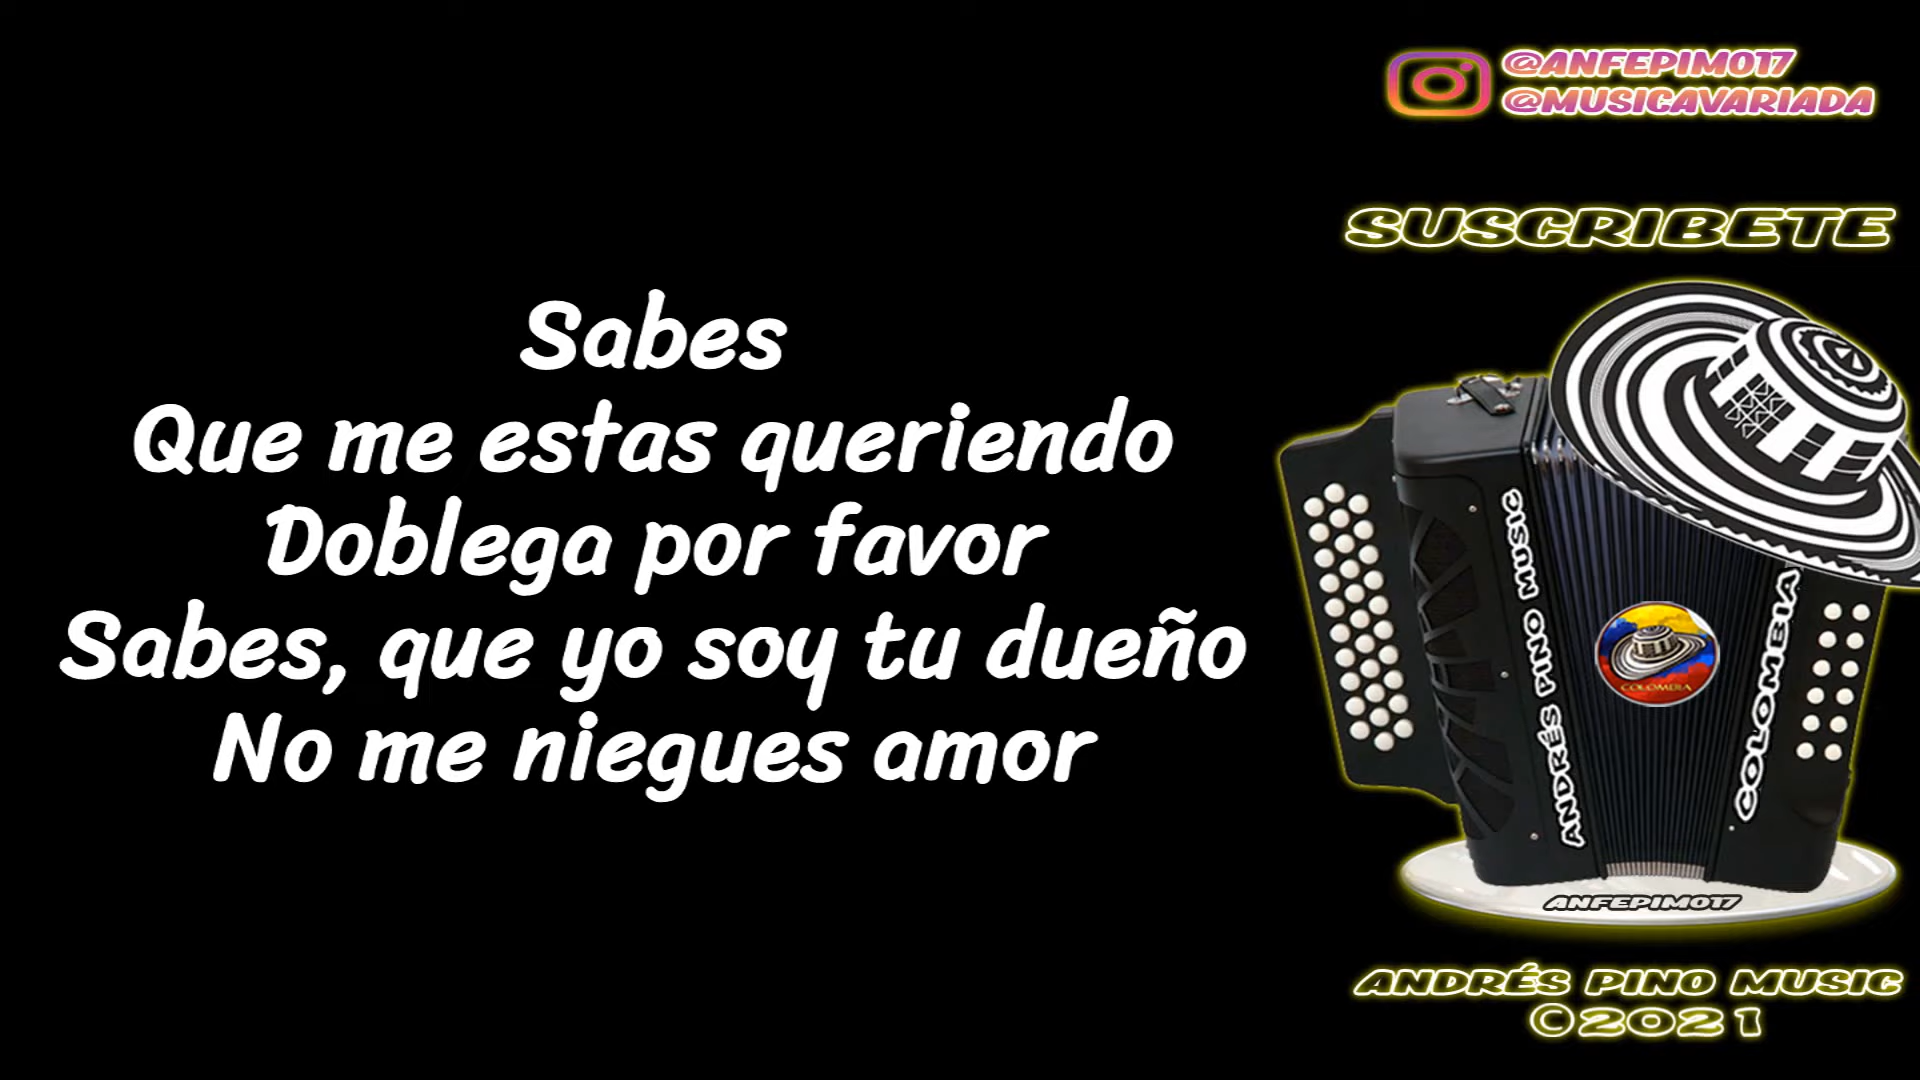 @ANFEPIMO17
@MUSICAVARIADA
SUSCRIBETE
Sabes
Que me estas queriendo
Doblega por favor
Sabes, que yo soy tu dueño
No me niegues amor
ANDRÉS PINO MUSIC
COLOMBIA
COLOMBIA
ANFEPIMO17
ANDRÉS PINO MUSIC
©2021